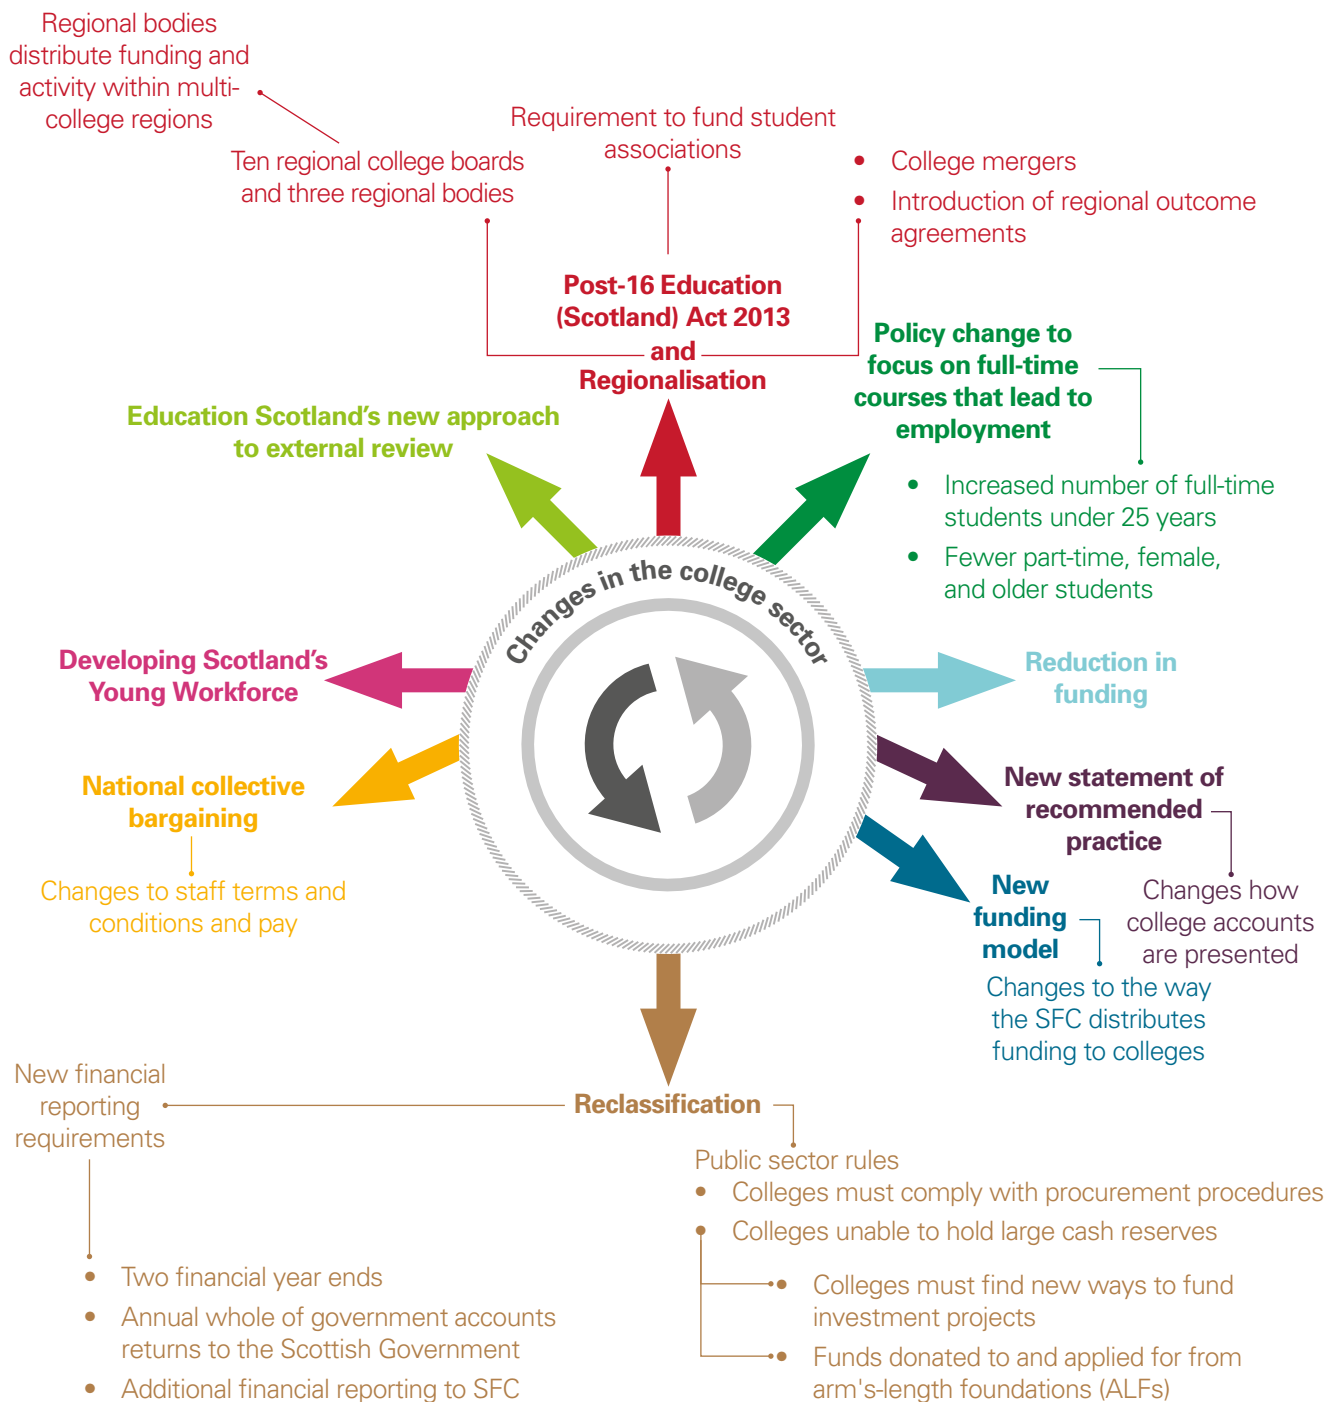 Regional bodies
distribute funding and
activity within multi-
college regions
Ten regional college boards
and three regional bodies
Requirement to fund student
associations
• College mergers
• Introduction of regional outcome
agreements
Post-16 Education
(Scotland) Act 2013
and
Regionalisation
Policy change to
focus on full-time
courses that lead to
employment
• Increased number of full-time
students under 25 years
• Fewer part-time, female,
and older students
Education Scotland's new approach
to external review
Changes in the college sector
Developing Scotland's
Young Workforce
Reduction in
funding
National collective
bargaining
Changes to staff terms and
conditions and pay
New statement of
recommended
practice
Changes how
college accounts
are presented
New
funding
model
Changes to the way
the SFC distributes
funding to colleges
Reclassification
New financial
reporting
requirements
• Two financial year ends
• Annual whole of government accounts
returns to the Scottish Government
• Additional financial reporting to SFC
Public sector rules
• Colleges must comply with procurement procedures
• Colleges unable to hold large cash reserves
• Colleges must find new ways to fund
investment projects
• Funds donated to and applied for from
arm's-length foundations (ALFs)